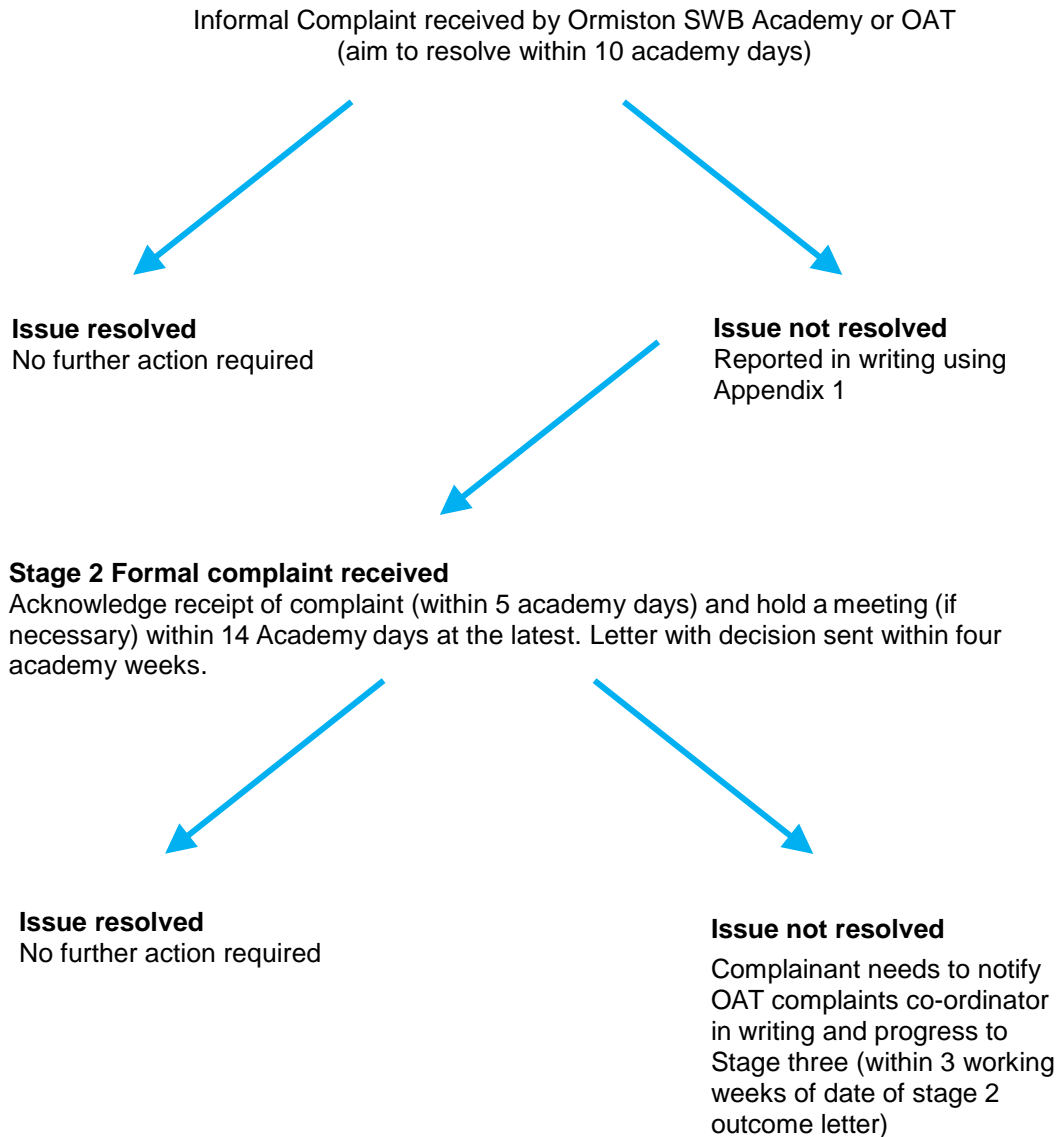 Informal Complaint received by Ormiston SWB Academy or OAT
(aim to resolve within 10 academy days)
Issue resolved
No further action required
Issue not resolved
Reported in writing using
Appendix 1
Stage 2 Formal complaint received
Acknowledge receipt of complaint (within 5 academy days) and hold a meeting (if
necessary) within 14 Academy days at the latest. Letter with decision sent within four
academy weeks.
Issue resolved
No further action required
Issue not resolved
Complainant needs to notify
OAT complaints co-ordinator
in writing and progress to
Stage three (within 3 working
weeks of date of stage 2
outcome letter)